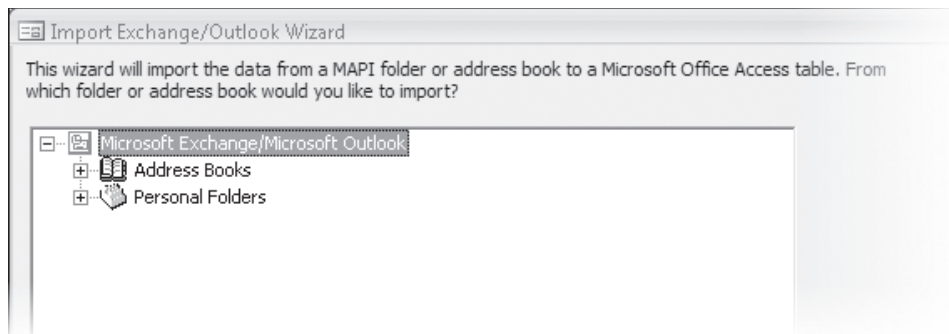 Import Exchange/Outlook Wizard
This wizard will import the data from a MAPI folder or address book to a Microsoft Office Access table. From
which folder or address book would you like to import?
Microsoft Exchange/Microsoft Outlook
Address Books
Personal Folders